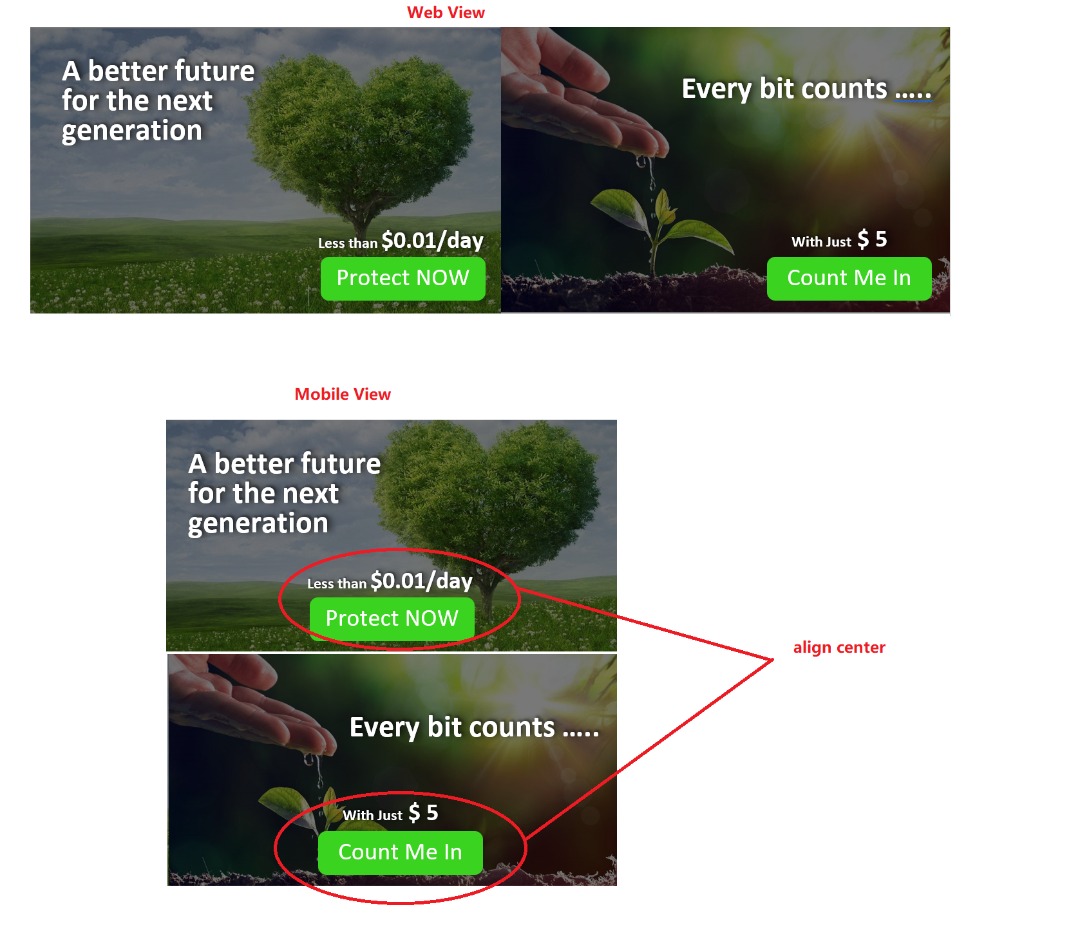 Web View
A better future
for the next
generation
Less than $0.01/day
Protect NOW
Every bit counts .....
With Just $ 5
Count Me In
Mobile View
A better future
for the next
generation
Less than $0.01/day
Protect NOW
Every bit counts .....
With Just $ 5
Count Me In
align center